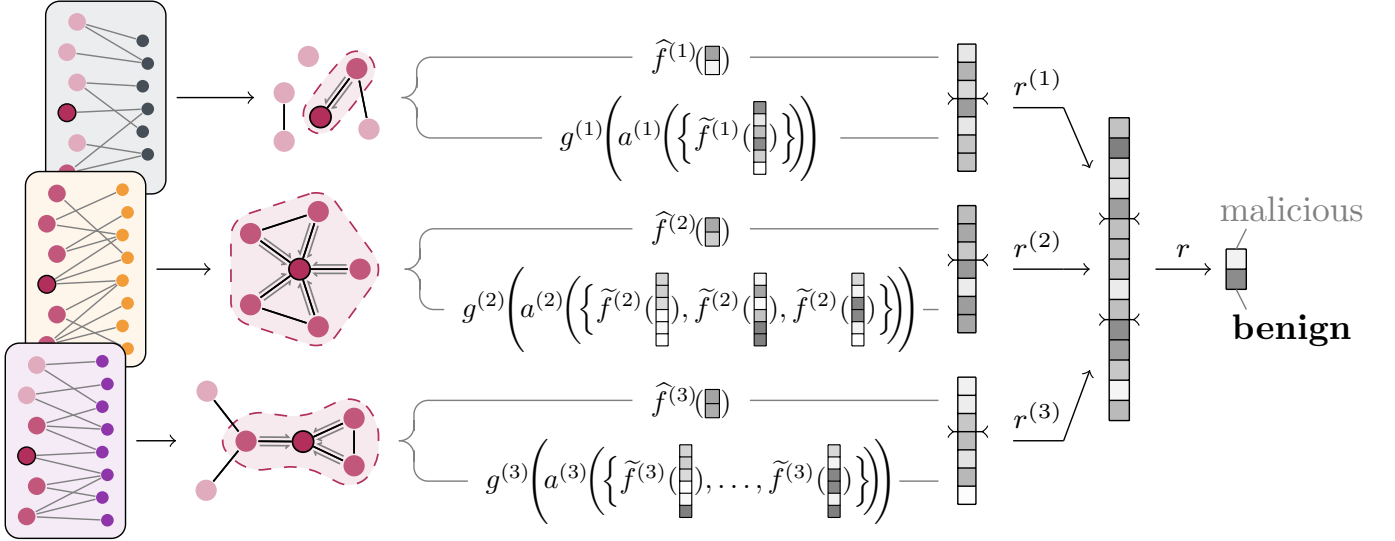 f̂⁽¹⁾( )
g⁽¹⁾(a⁽¹⁾({f̃⁽¹⁾( )}))
r⁽¹⁾
f̂⁽²⁾( )
g⁽²⁾(a⁽²⁾({f̃⁽²⁾( ), f̃⁽²⁾( ), f̃⁽²⁾( )}))
r⁽²⁾
r
malicious
benign
f̂⁽³⁾( )
g⁽³⁾(a⁽³⁾({f̃⁽³⁾( ), ..., f̃⁽³⁾( )}))
r⁽³⁾